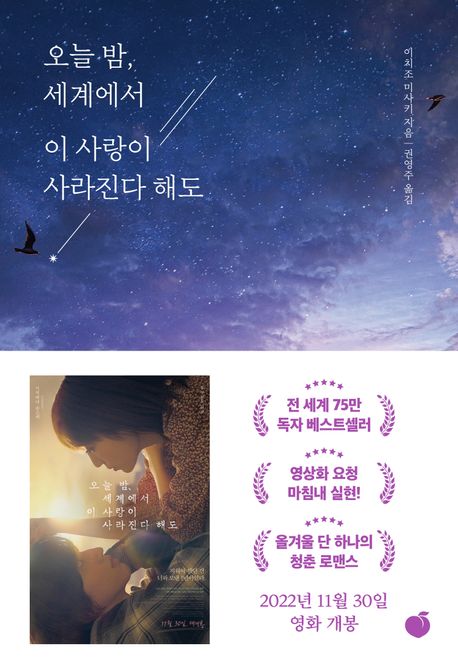 오늘 밤,
세계에서
이 사랑이
사라진다 해도
이치조 미사키 지음 | 권영주 옮김
오늘 밤,
세계에서
이 사랑이
사라진다 해도
11월 30일,
전 세계 75만
독자 베스트셀러
영상화 요청
마침내 실현!
올겨울 단 하나의
청춘 로맨스
2022년 11월 30일
영화 개봉